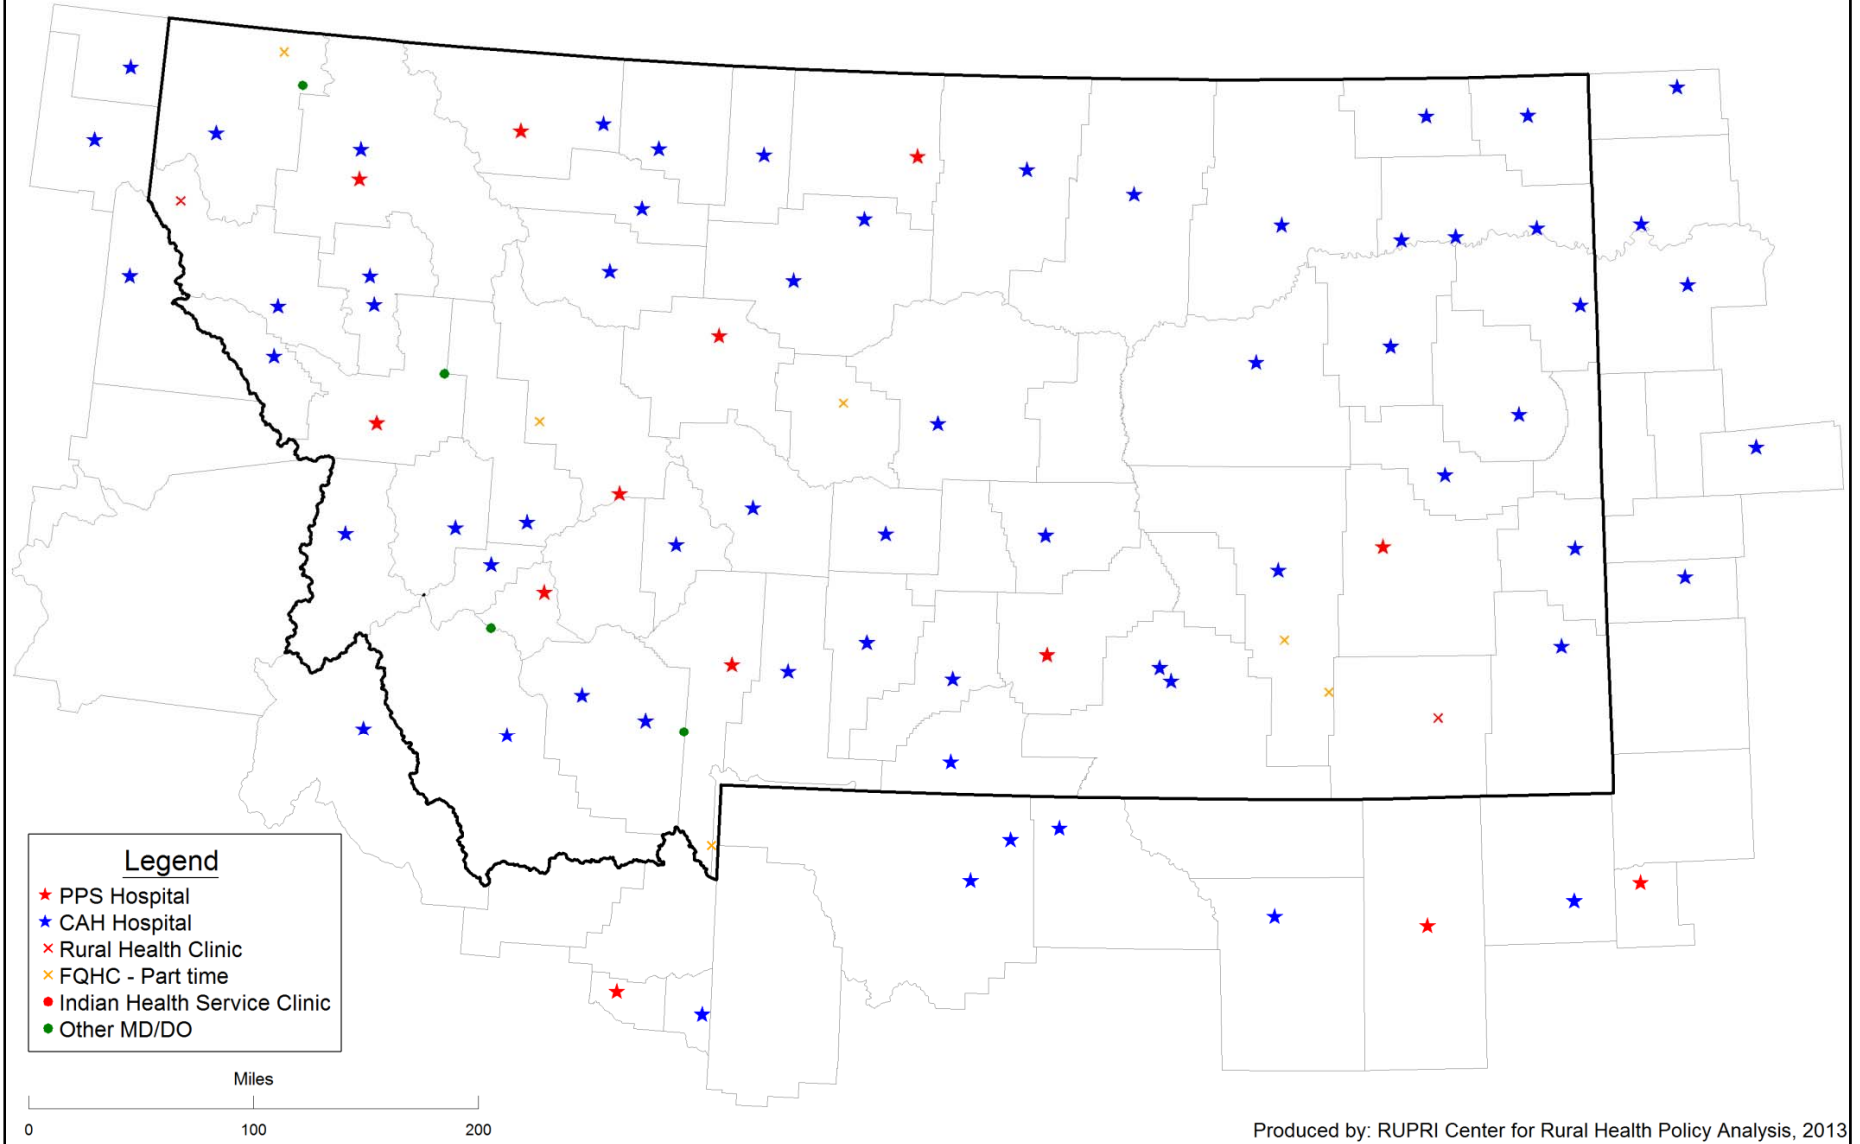 Legend
PPS Hospital
CAH Hospital
Rural Health Clinic
FQHC - Part time
Indian Health Service Clinic
Other MD/DO
Miles
0 100 200
Produced by: RUPRI Center for Rural Health Policy Analysis, 2013